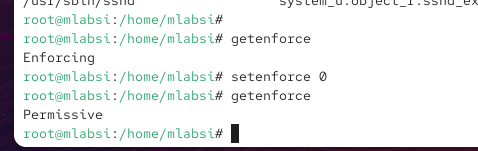 /usr/sbin/sshd system_u:object_r:sshd_ex
root@mlabsi:/home/mlabsi#
root@mlabsi:/home/mlabsi# getenforce
Enforcing
root@mlabsi:/home/mlabsi# setenforce 0
root@mlabsi:/home/mlabsi# getenforce
Permissive
root@mlabsi:/home/mlabsi#